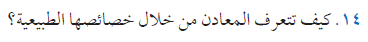 ١٤. كيف تتعرف المعادن من خلال خصائصها الطبيعية؟